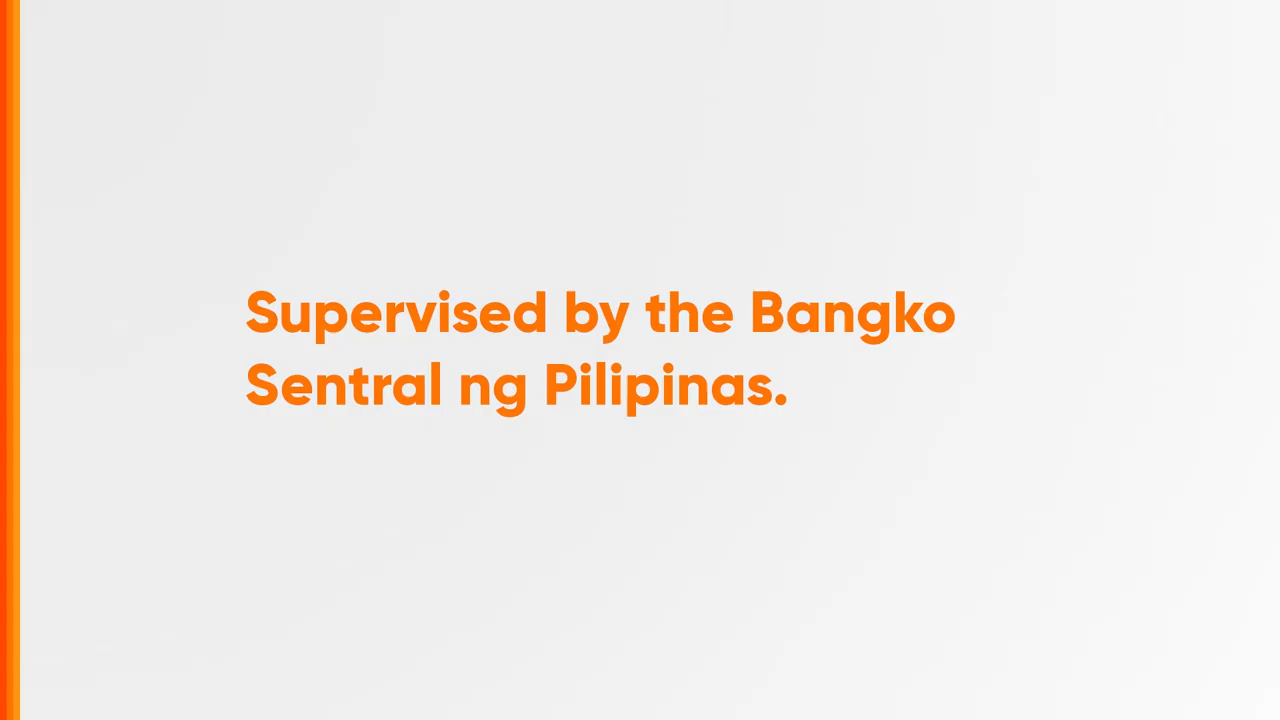 Supervised by the Bangko
Sentral ng Pilipinas.